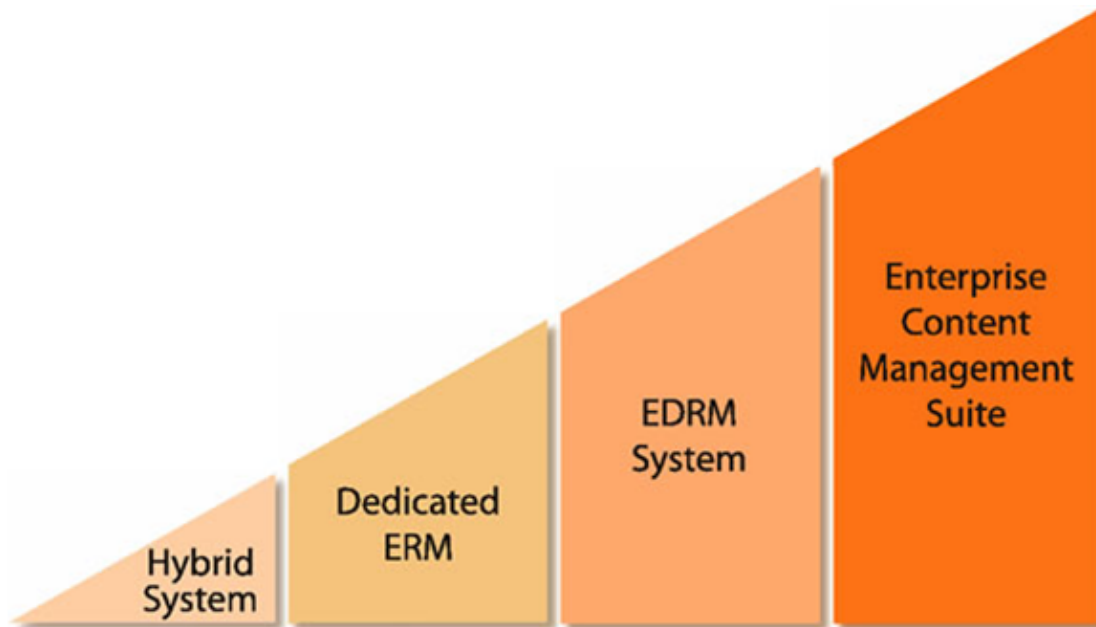 Hybrid
System
Dedicated
ERM
EDRM
System
Enterprise
Content
Management
Suite